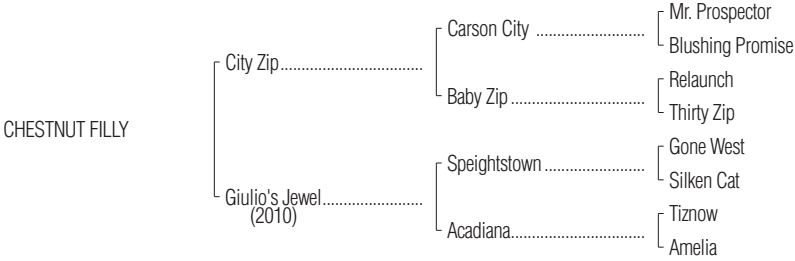 Mr. Prospector
Carson City ............................
Blushing Promise
City Zip....................................
Relaunch
Baby Zip ..................................
Thirty Zip
CHESTNUT FILLY
Gone West
Speightstown .........................
Silken Cat
Giulio's Jewel.........................
(2010)
Tiznow
Acadiana..................................
Amelia